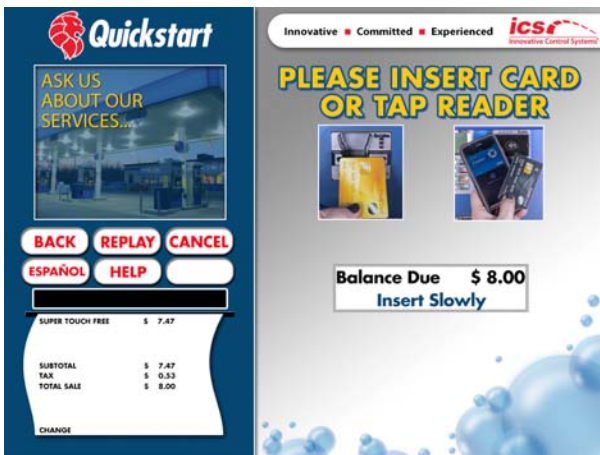 Quickstart
ASK US
ABOUT OUR
SERVICES...
BACK
REPLAY
CANCEL
ESPAÑOL
HELP
SUPER TOUCH FREE $ 7.47
SUBTOTAL $ 7.47
TAX $ 0.53
TOTAL SALE $ 8.00
CHANGE
Innovative ■ Committed ■ Experienced
ics
Innovative Control Systems
PLEASE INSERT CARD
OR TAP READER
Balance Due $ 8.00
Insert Slowly